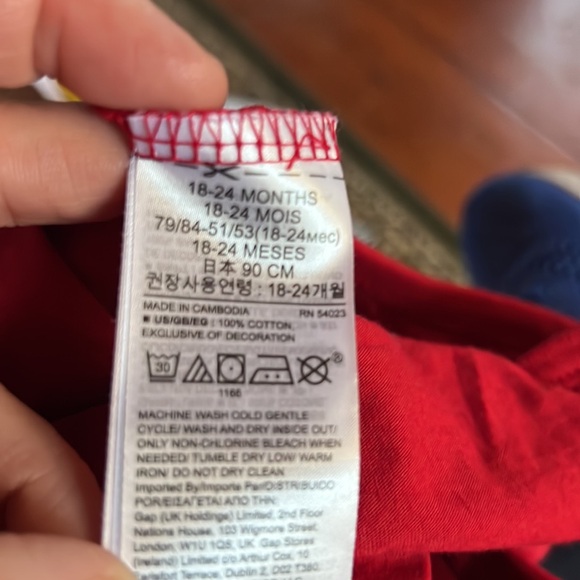 18-24 MONTHS
18-24 MOIS
79/84-51/53(18-24мес)
18-24 MESES
日本 90 CM
권장사용연령 : 18-24개월
MADE IN CAMBODIA RN 54023
■ US/GB/EG : 100% COTTON,
EXCLUSIVE OF DECORATION
30
®
1166
MACHINE WASH COLD GENTLE
CYCLE/ WASH AND DRY INSIDE OUT/
ONLY NON-CHLORINE BLEACH WHEN
NEEDED/ TUMBLE DRY LOW/ WARM
IRON/ DO NOT DRY CLEAN
Imported By/Importe Par/DISTRIBUIDO
POR/ΕΙΣΑΓΕΤΑΙ ΑΠΟ ΤΗΝ:
Gap (UK Holdings) Limited, 2nd Floor
Nations House, 103 Wigmore Street,
London, W1U 1QS, UK. Gap Stores
(Ireland) Limited c/o Arthur Cox, 10
Terrace, Dublin 2, D02 T380,